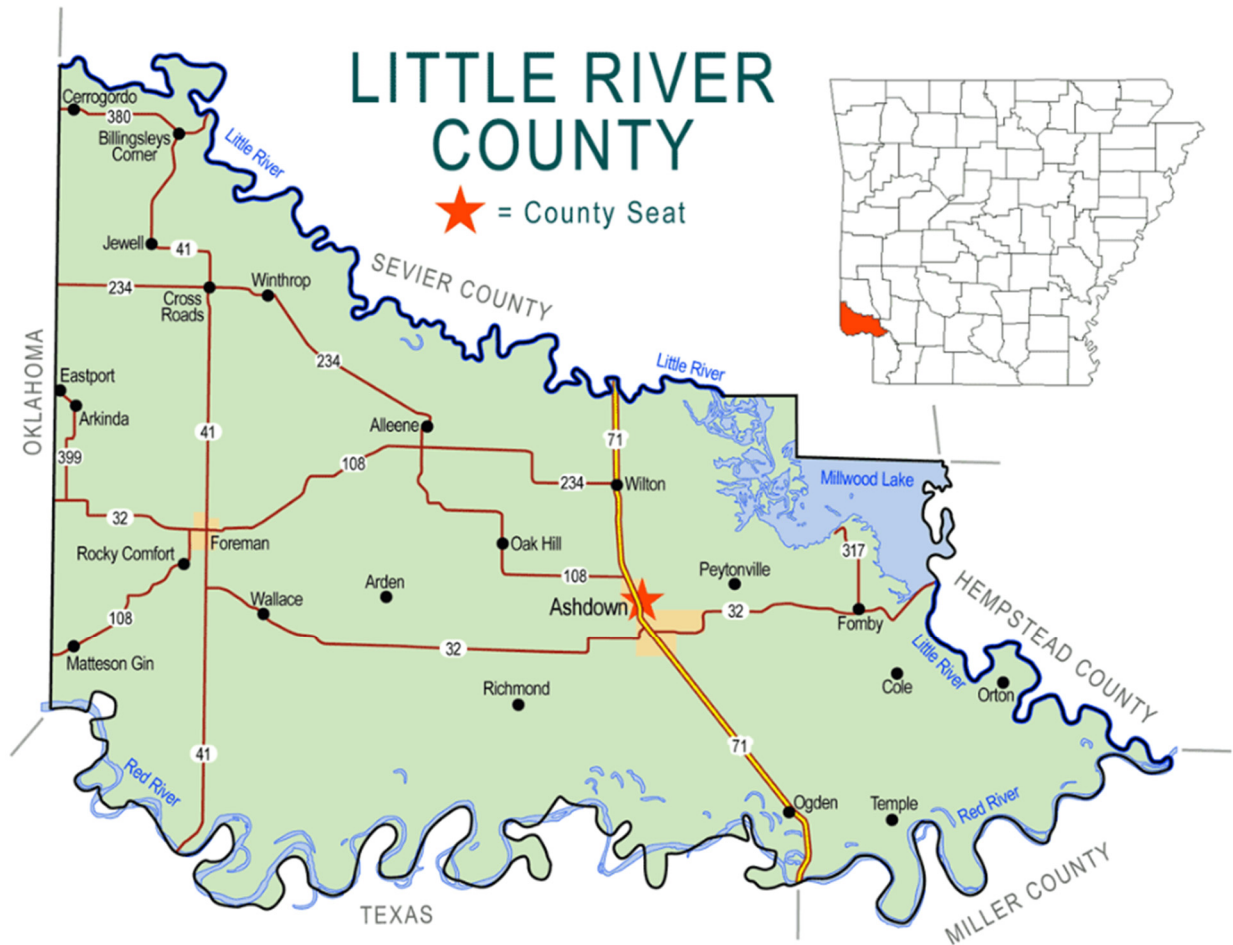 LITTLE RIVER
COUNTY
= County Seat
Cerrogordo
380
Billingsleys
Corner
Little River
Jewell
41
SEVIER COUNTY
234
Cross
Roads
Winthrop
234
OKLAHOMA
Eastport
Arkinda
399
41
Alleene
108
234
Little River
71
Wilton
Millwood Lake
32
Foreman
Rocky Comfort
Oak Hill
317
108
Arden
Peytonville
HEMPSTEAD COUNTY
108
Wallace
Ashdown
32
Fomby
Matteson Gin
32
Little River
Richmond
Cole
Orton
41
71
Red River
Ogden
Temple
Red River
TEXAS
MILLER COUNTY